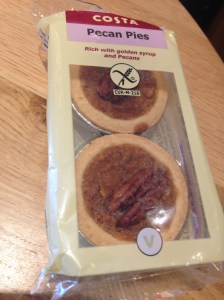 COSTA
Pecan Pies
Rich with golden syrup
and Pecans
V